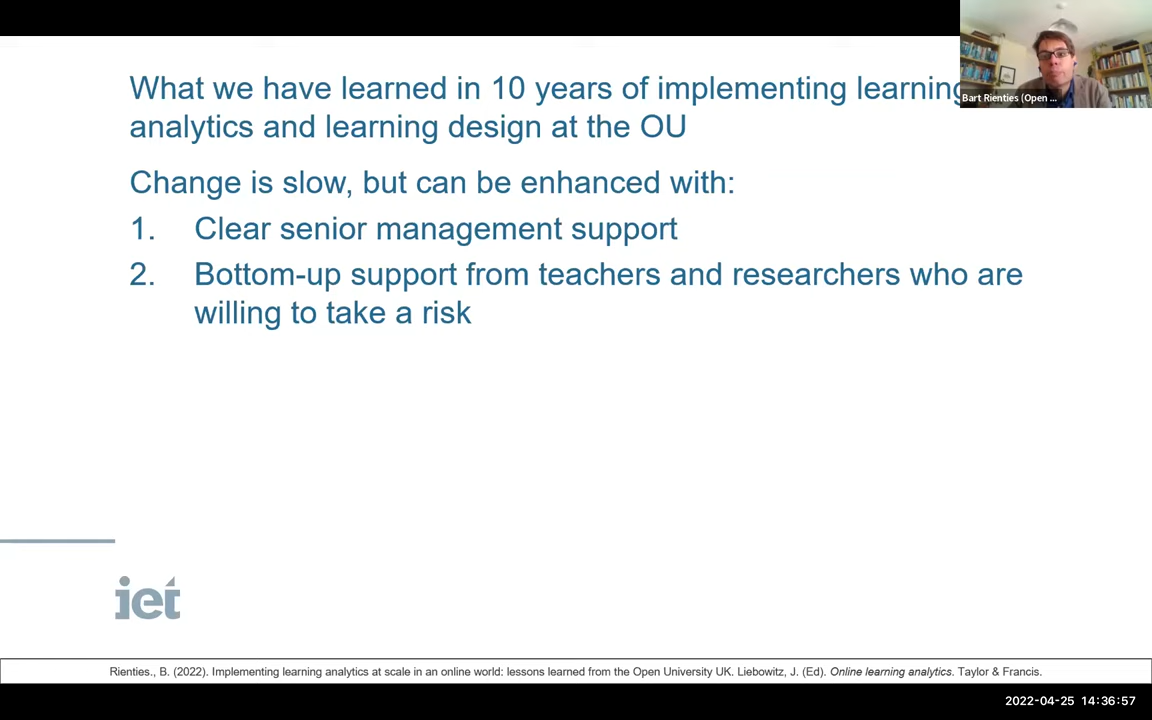 What we have learned in 10 years of implementing learning
analytics and learning design at the OU
Bart Rienties (Open ...
Change is slow, but can be enhanced with:
1. Clear senior management support
2. Bottom-up support from teachers and researchers who are
willing to take a risk
iet
Rienties., B. (2022). Implementing learning analytics at scale in an online world: lessons learned from the Open University UK. Liebowitz, J. (Ed). Online learning analytics. Taylor & Francis.
2022-04-25 14:36:57